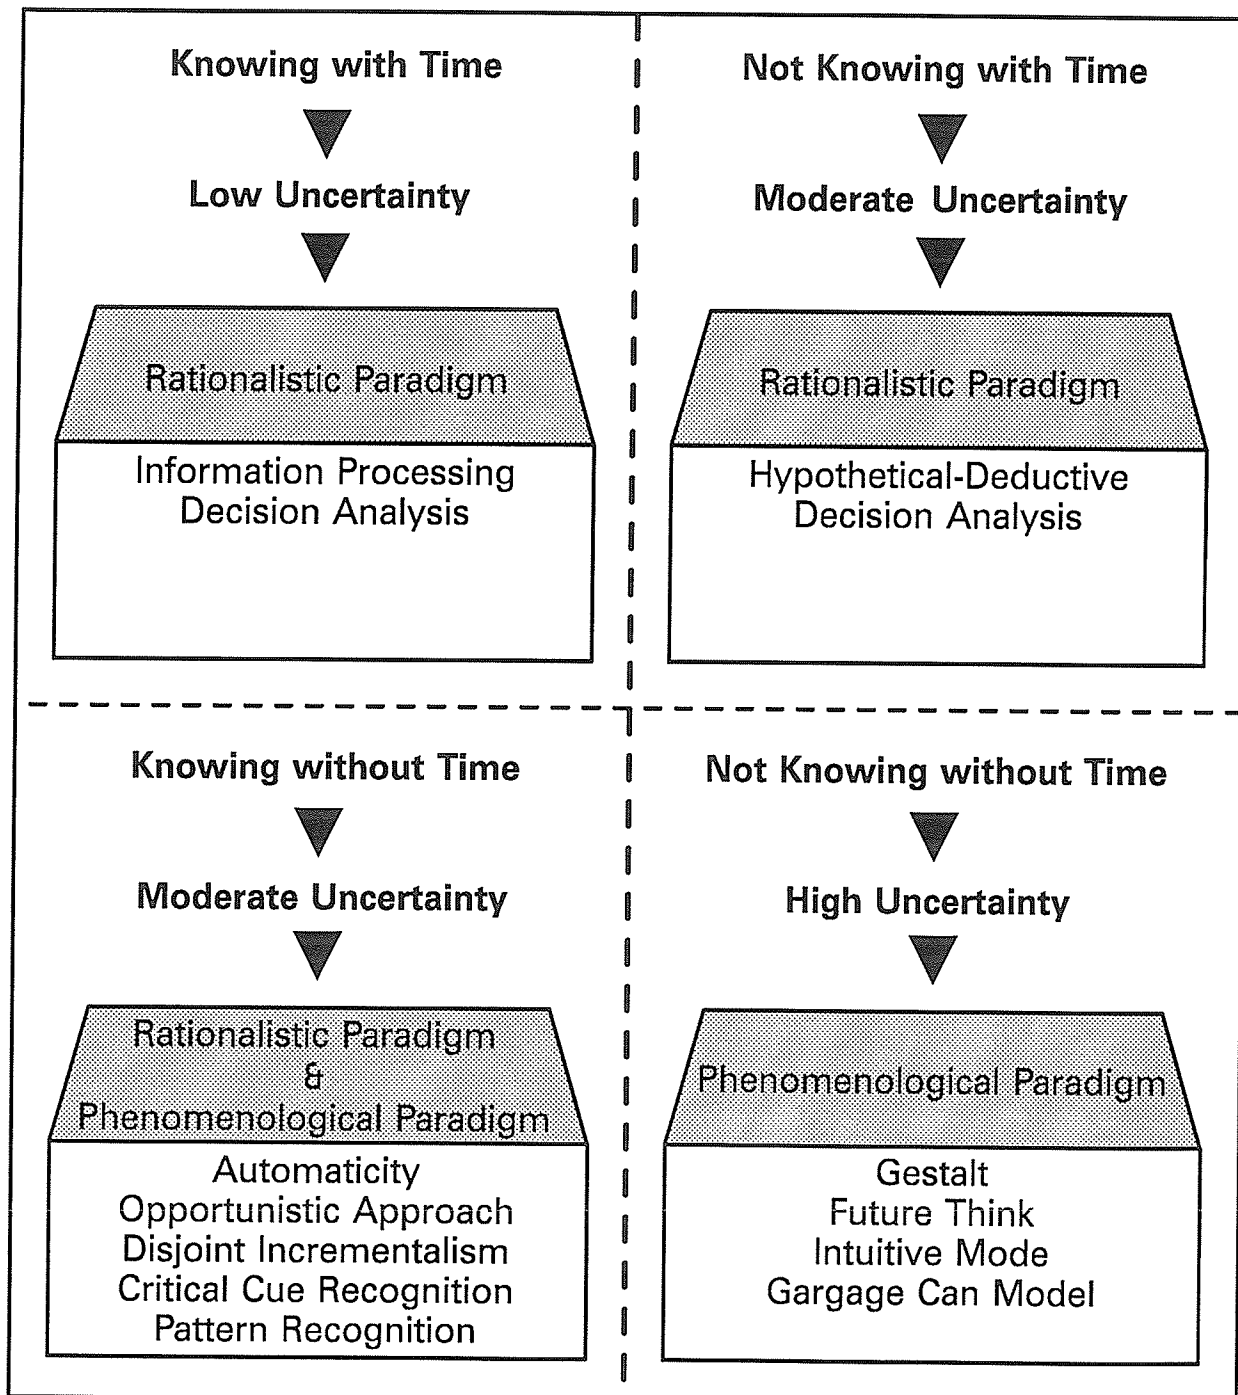 Knowing with Time
Low Uncertainty
Rationalistic Paradigm
Information Processing
Decision Analysis
Not Knowing with Time
Moderate Uncertainty
Rationalistic Paradigm
Hypothetical-Deductive
Decision Analysis
Knowing without Time
Moderate Uncertainty
Rationalistic Paradigm
&
Phenomenological Paradigm
Automaticity
Opportunistic Approach
Disjoint Incrementalism
Critical Cue Recognition
Pattern Recognition
Not Knowing without Time
High Uncertainty
Phenomenological Paradigm
Gestalt
Future Think
Intuitive Mode
Gargage Can Model